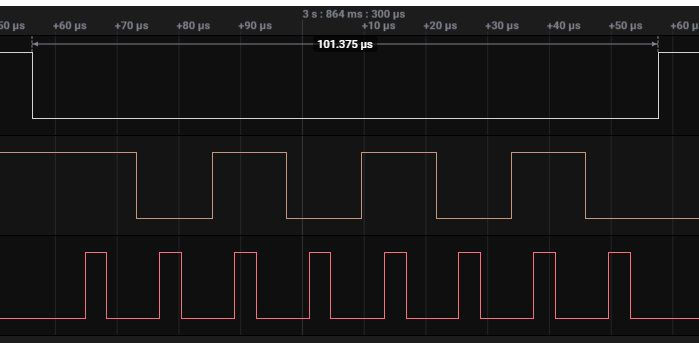 3 s : 864 ms : 300 µs
50 µs +60 µs +70 µs +80 µs +90 µs +10 µs +20 µs +30 µs +40 µs +50 µs +60 µ
101.375 µs